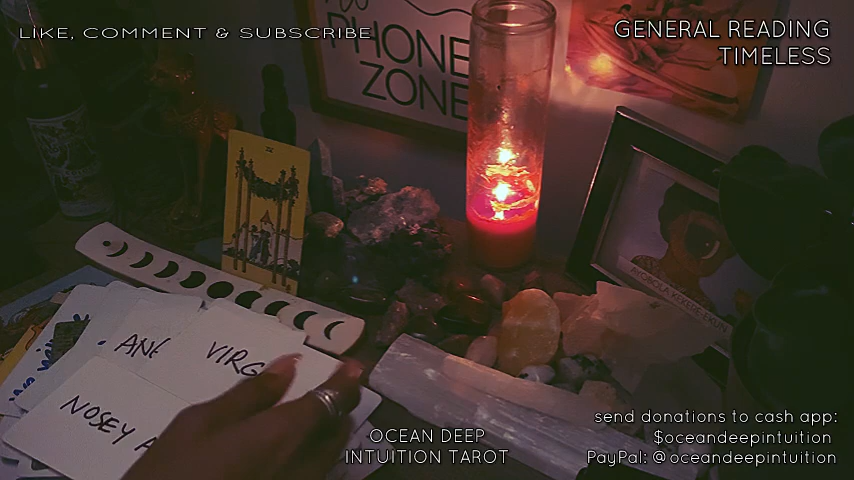 LIKE, COMMENT & SUBSCRIBE
GENERAL READING
TIMELESS
PHONE
ZONE
ANE VIRG
NOSEY A
OCEAN DEEP
INTUITION TAROT
send donations to cash app:
$oceandeepintuition
PayPal: @oceandeepintuition